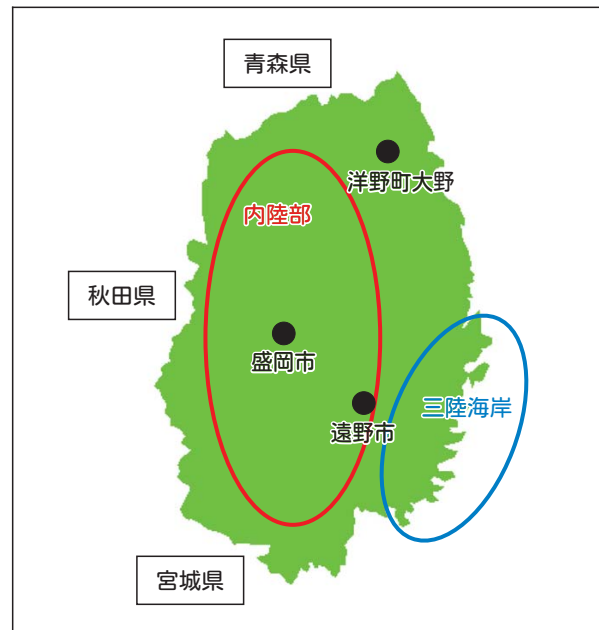 青森県
洋野町大野
内陸部
秋田県
盛岡市
三陸海岸
遠野市
宮城県